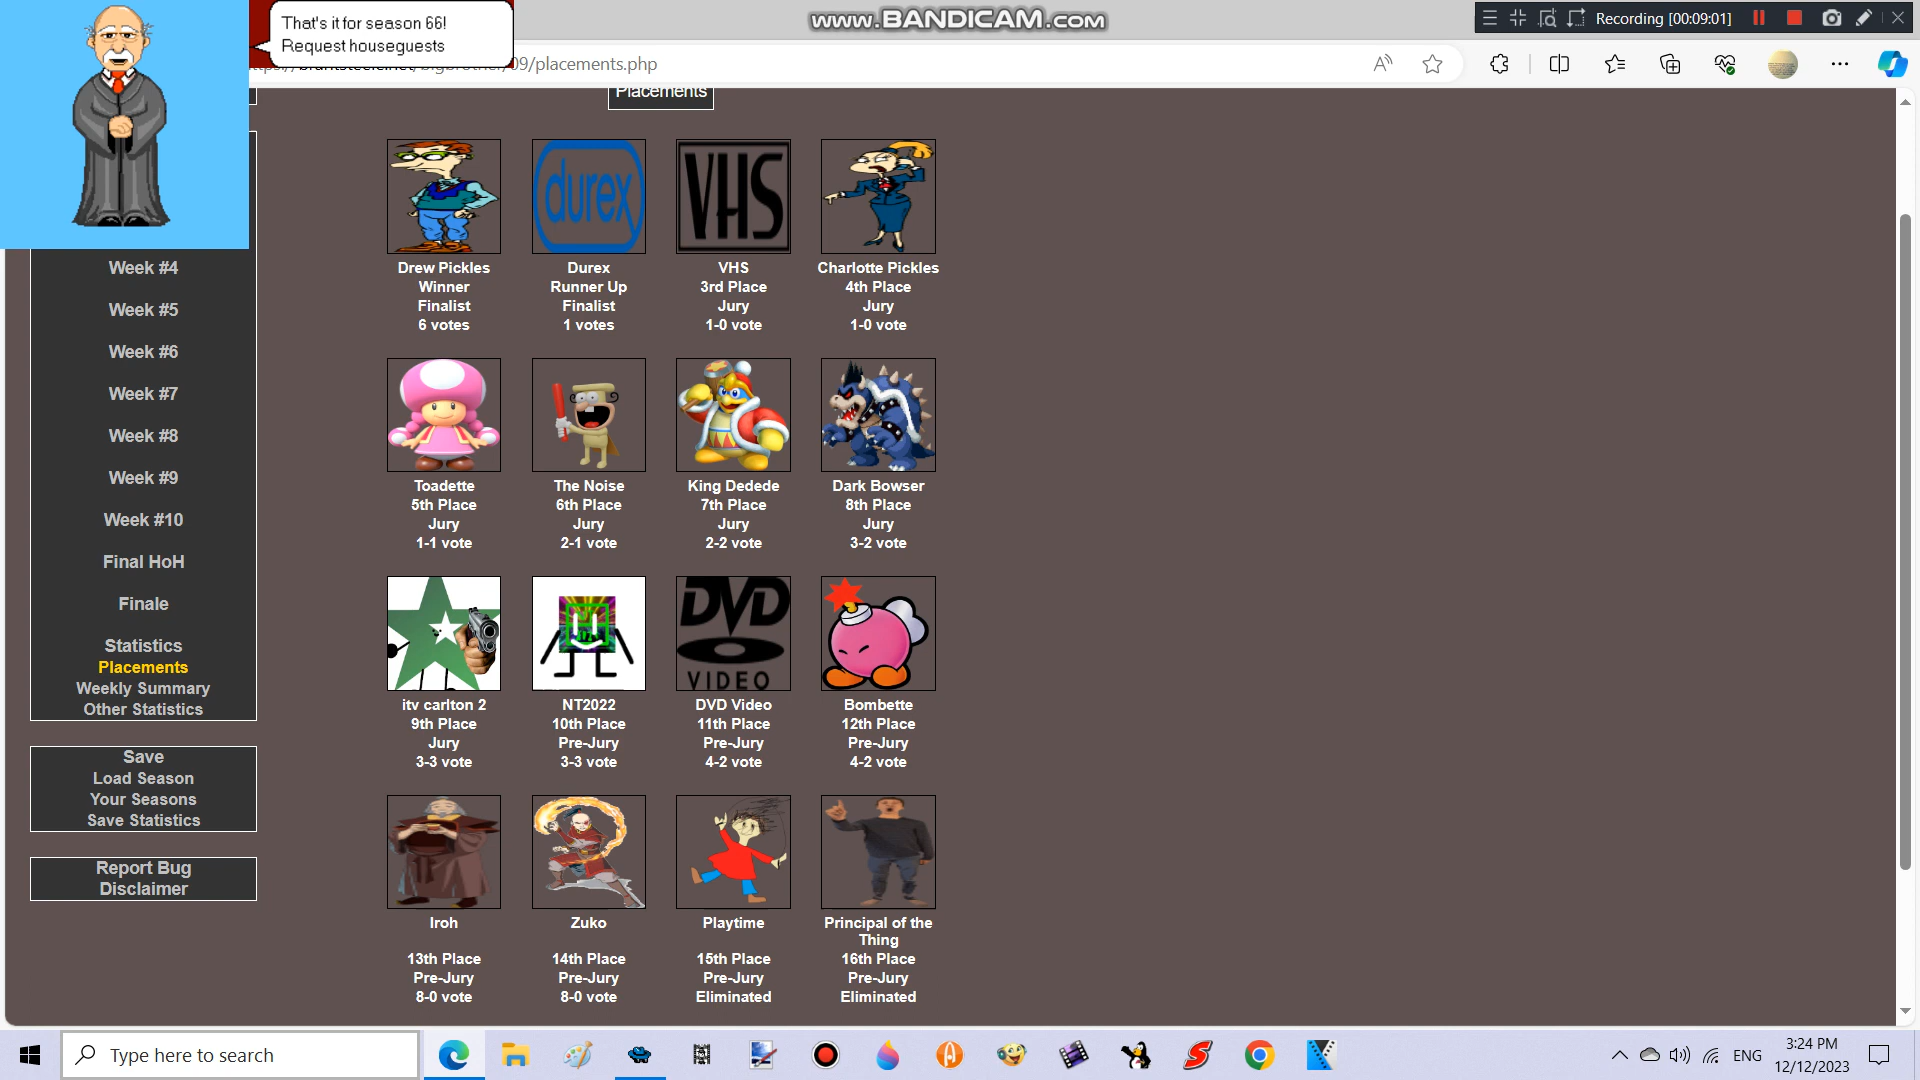 That's it for season 66!
Request houseguests
www.BANDICAM.com
Recording [00:09:01]
/09/placements.php
Placements
durex
VHS
Drew Pickles
Winner
Finalist
6 votes
Durex
Runner Up
Finalist
1 votes
VHS
3rd Place
Jury
1-0 vote
Charlotte Pickles
4th Place
Jury
1-0 vote
Week #4
Week #5
Week #6
Week #7
Week #8
Week #9
Week #10
Final HoH
Finale
Statistics
Placements
Weekly Summary
Other Statistics
Save
Load Season
Your Seasons
Save Statistics
Report Bug
Disclaimer
Toadette
5th Place
Jury
1-1 vote
The Noise
6th Place
Jury
2-1 vote
King Dedede
7th Place
Jury
2-2 vote
Dark Bowser
8th Place
Jury
3-2 vote
DVD
VIDEO
itv carlton 2
9th Place
Jury
3-3 vote
NT2022
10th Place
Pre-Jury
3-3 vote
DVD Video
11th Place
Pre-Jury
4-2 vote
Bombette
12th Place
Pre-Jury
4-2 vote
Iroh
13th Place
Pre-Jury
8-0 vote
Zuko
14th Place
Pre-Jury
8-0 vote
Playtime
15th Place
Pre-Jury
Eliminated
Principal of the
Thing
16th Place
Pre-Jury
Eliminated
Type here to search
ENG
3:24 PM
12/12/2023